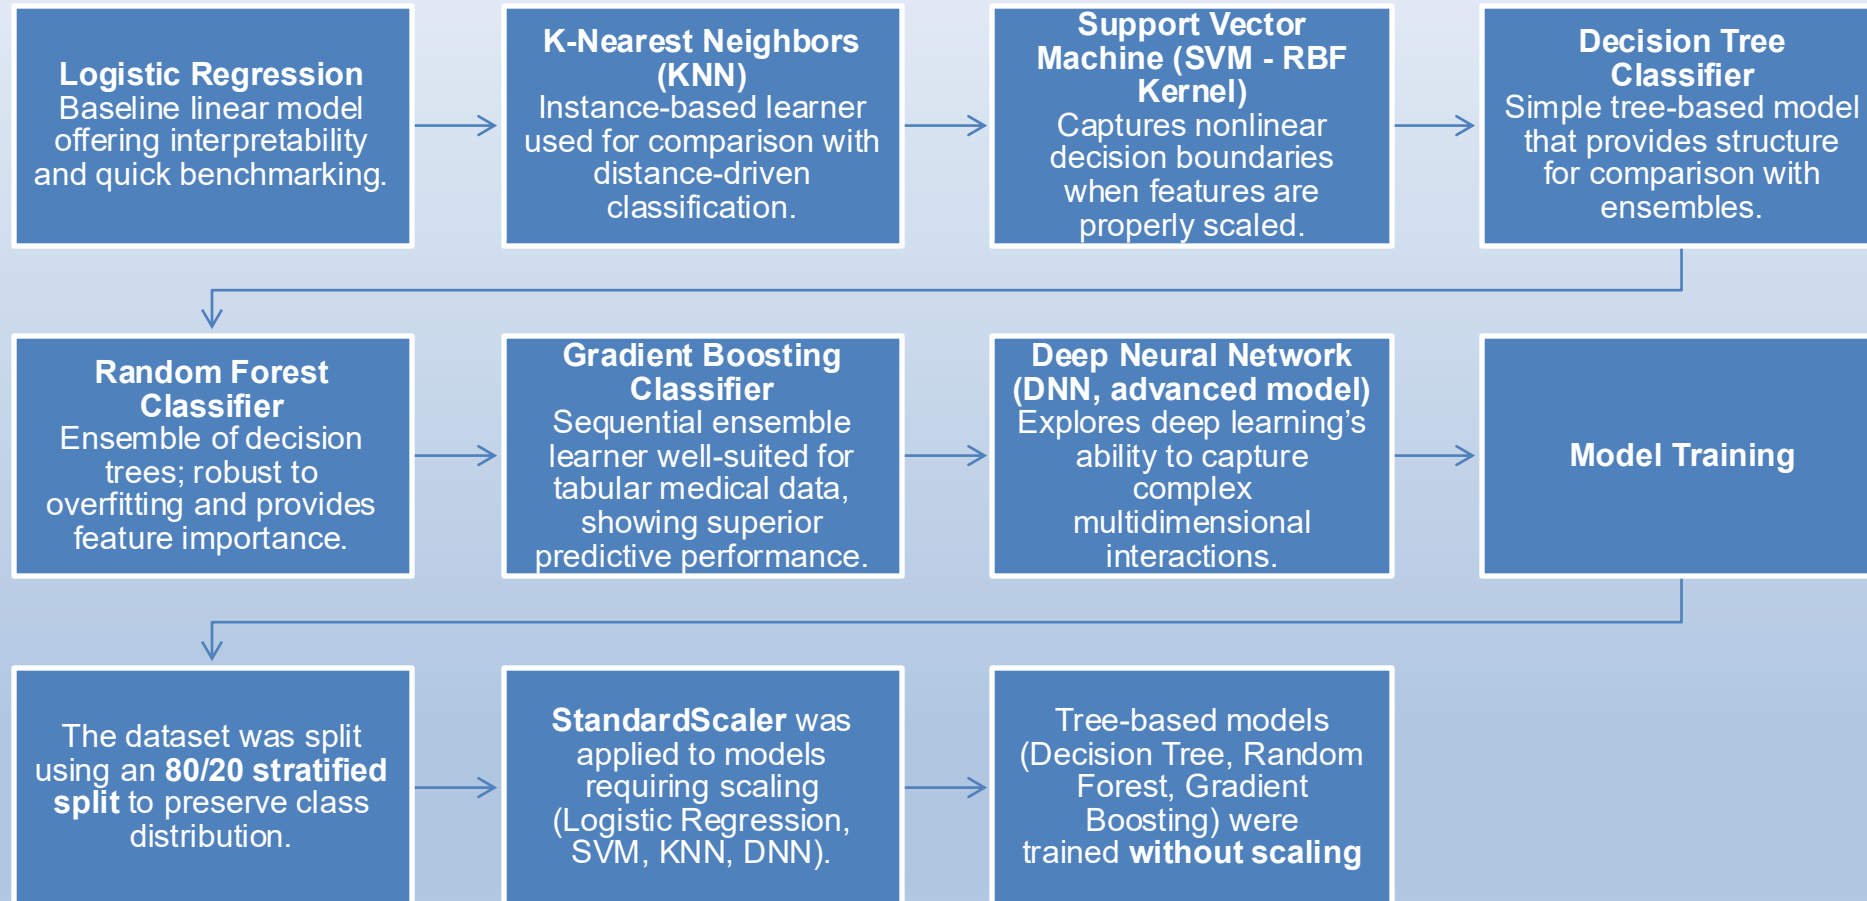 Logistic Regression
Baseline linear model
offering interpretability
and quick benchmarking.
K-Nearest Neighbors
(KNN)
Instance-based learner
used for comparison with
distance-driven
classification.
Support Vector
Machine (SVM - RBF
Kernel)
Captures nonlinear
decision boundaries
when features are
properly scaled.
Decision Tree
Classifier
Simple tree-based model
that provides structure
for comparison with
ensembles.
Random Forest
Classifier
Ensemble of decision
trees; robust to
overfitting and provides
feature importance.
Gradient Boosting
Classifier
Sequential ensemble
learner well-suited for
tabular medical data,
showing superior
predictive performance.
Deep Neural Network
(DNN, advanced model)
Explores deep learning’s
ability to capture
complex
multidimensional
interactions.
Model Training
The dataset was split
using an 80/20 stratified
split to preserve class
distribution.
StandardScaler was
applied to models
requiring scaling
(Logistic Regression,
SVM, KNN, DNN).
Tree-based models
(Decision Tree, Random
Forest, Gradient
Boosting) were
trained without scaling